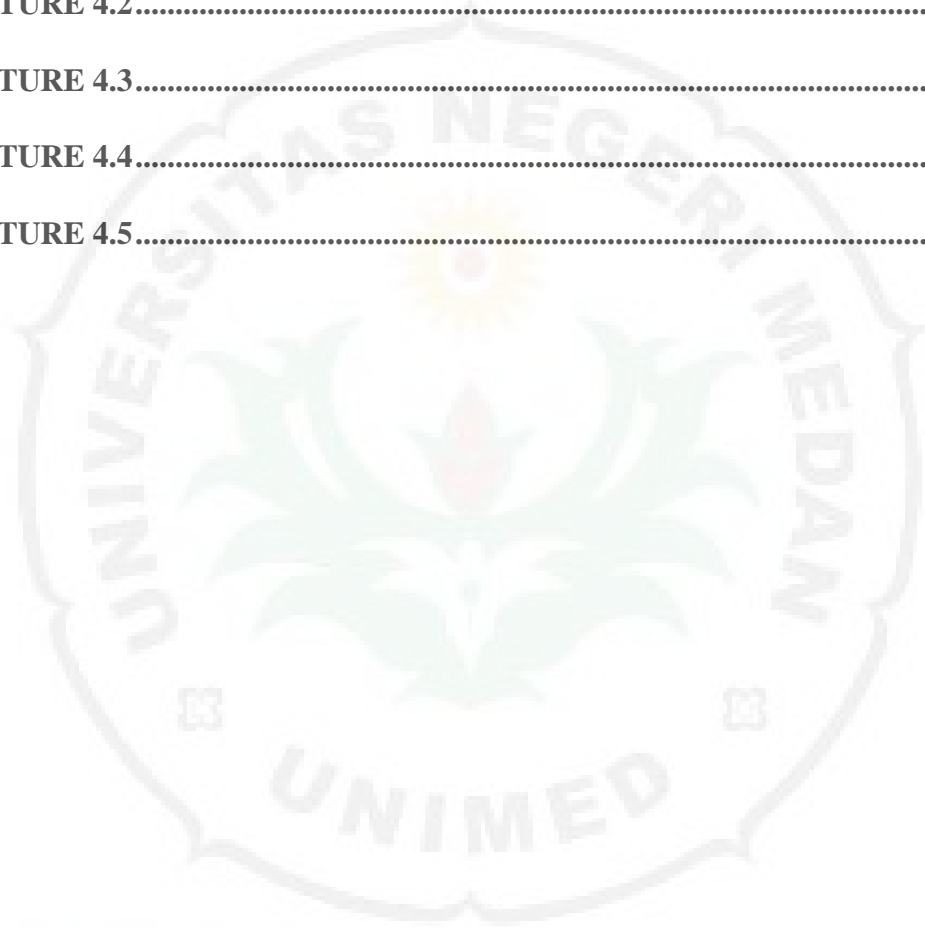 TURE 4.2
TURE 4.3
TURE 4.4
TURE 4.5
UNIVERSITAS NEGERI MEDAN
UNIMED